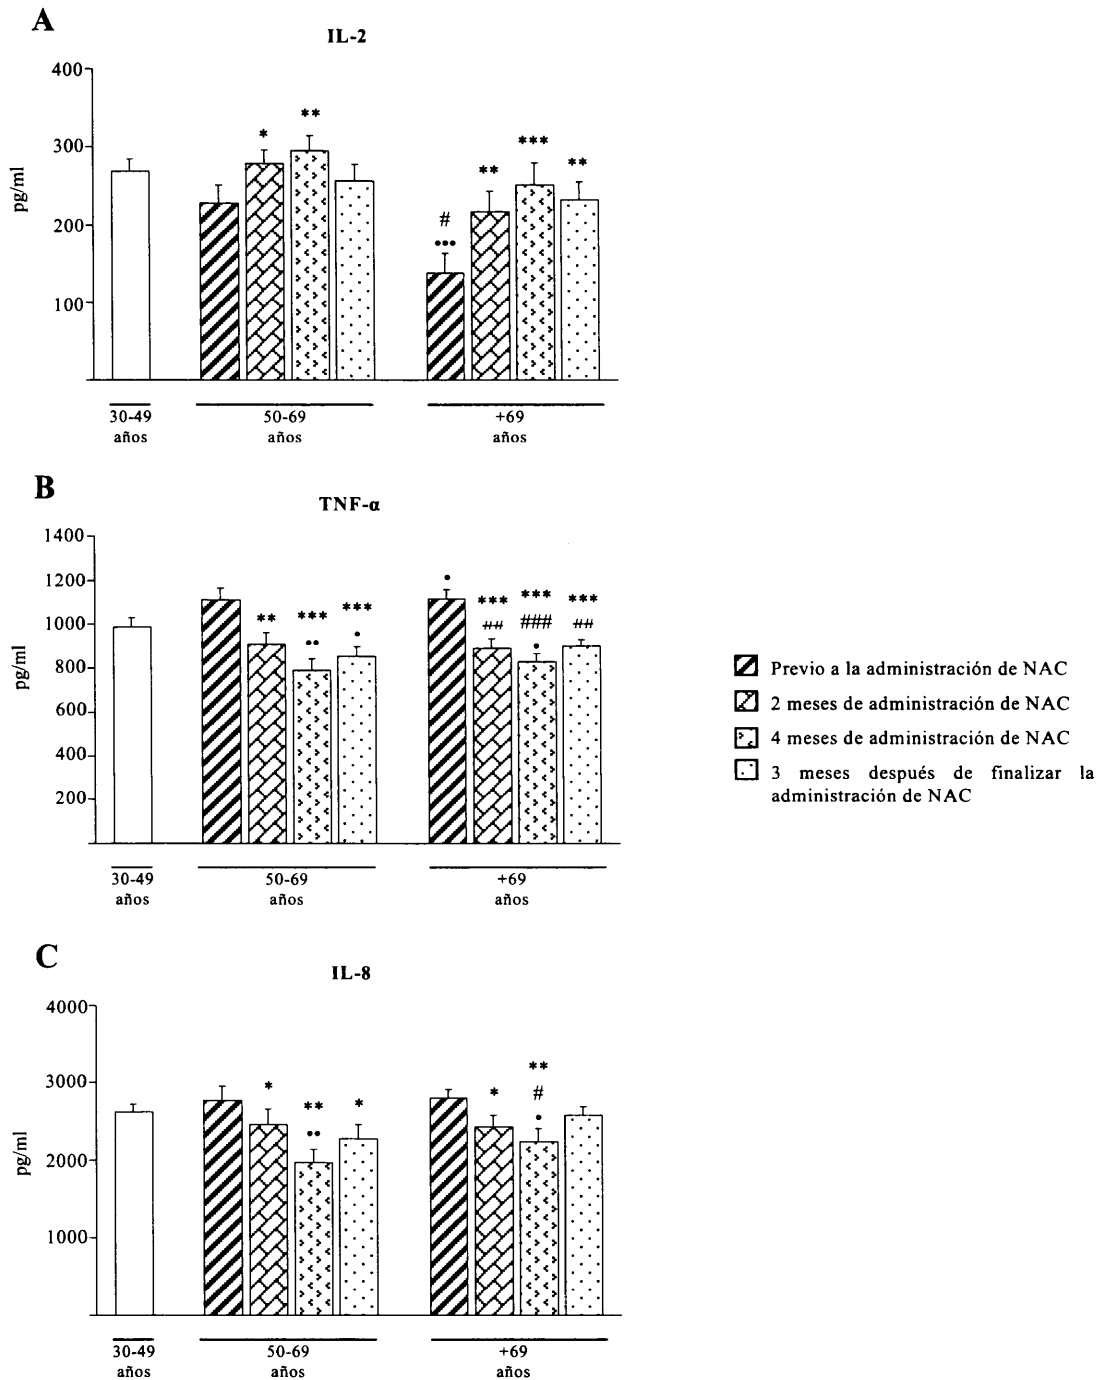 A
IL-2
400
300
200
100
pg/ml
*
**
#
•••
**
***
**
30-49
años
50-69
años
+69
años
B
TNF-α
1400
1200
1000
800
600
400
200
pg/ml
**
***
••
***
•
•
***
##
***
###
•
***
##
30-49
años
50-69
años
+69
años
Previo a la administración de NAC
2 meses de administración de NAC
4 meses de administración de NAC
3 meses después de finalizar la
administración de NAC
C
IL-8
4000
3000
2000
1000
pg/ml
*
**
••
*
*
**
#
•
30-49
años
50-69
años
+69
años